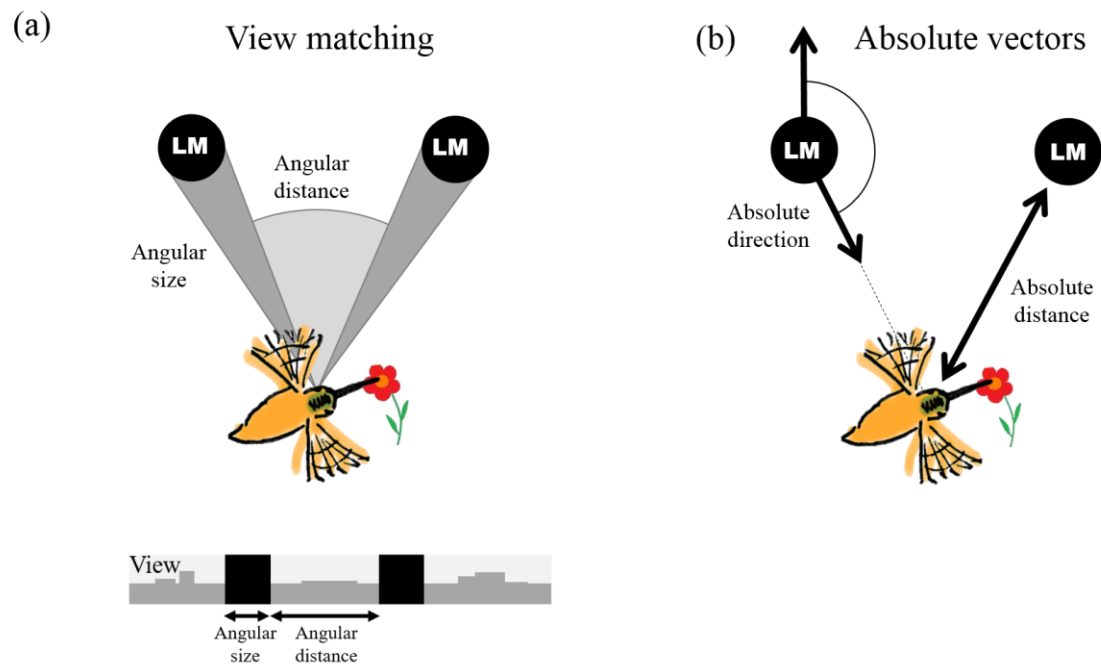 (a)
View matching
LM
LM
Angular
distance
Angular
size
View
Angular
size
Angular
distance
(b)
Absolute vectors
LM
LM
Absolute
direction
Absolute
distance